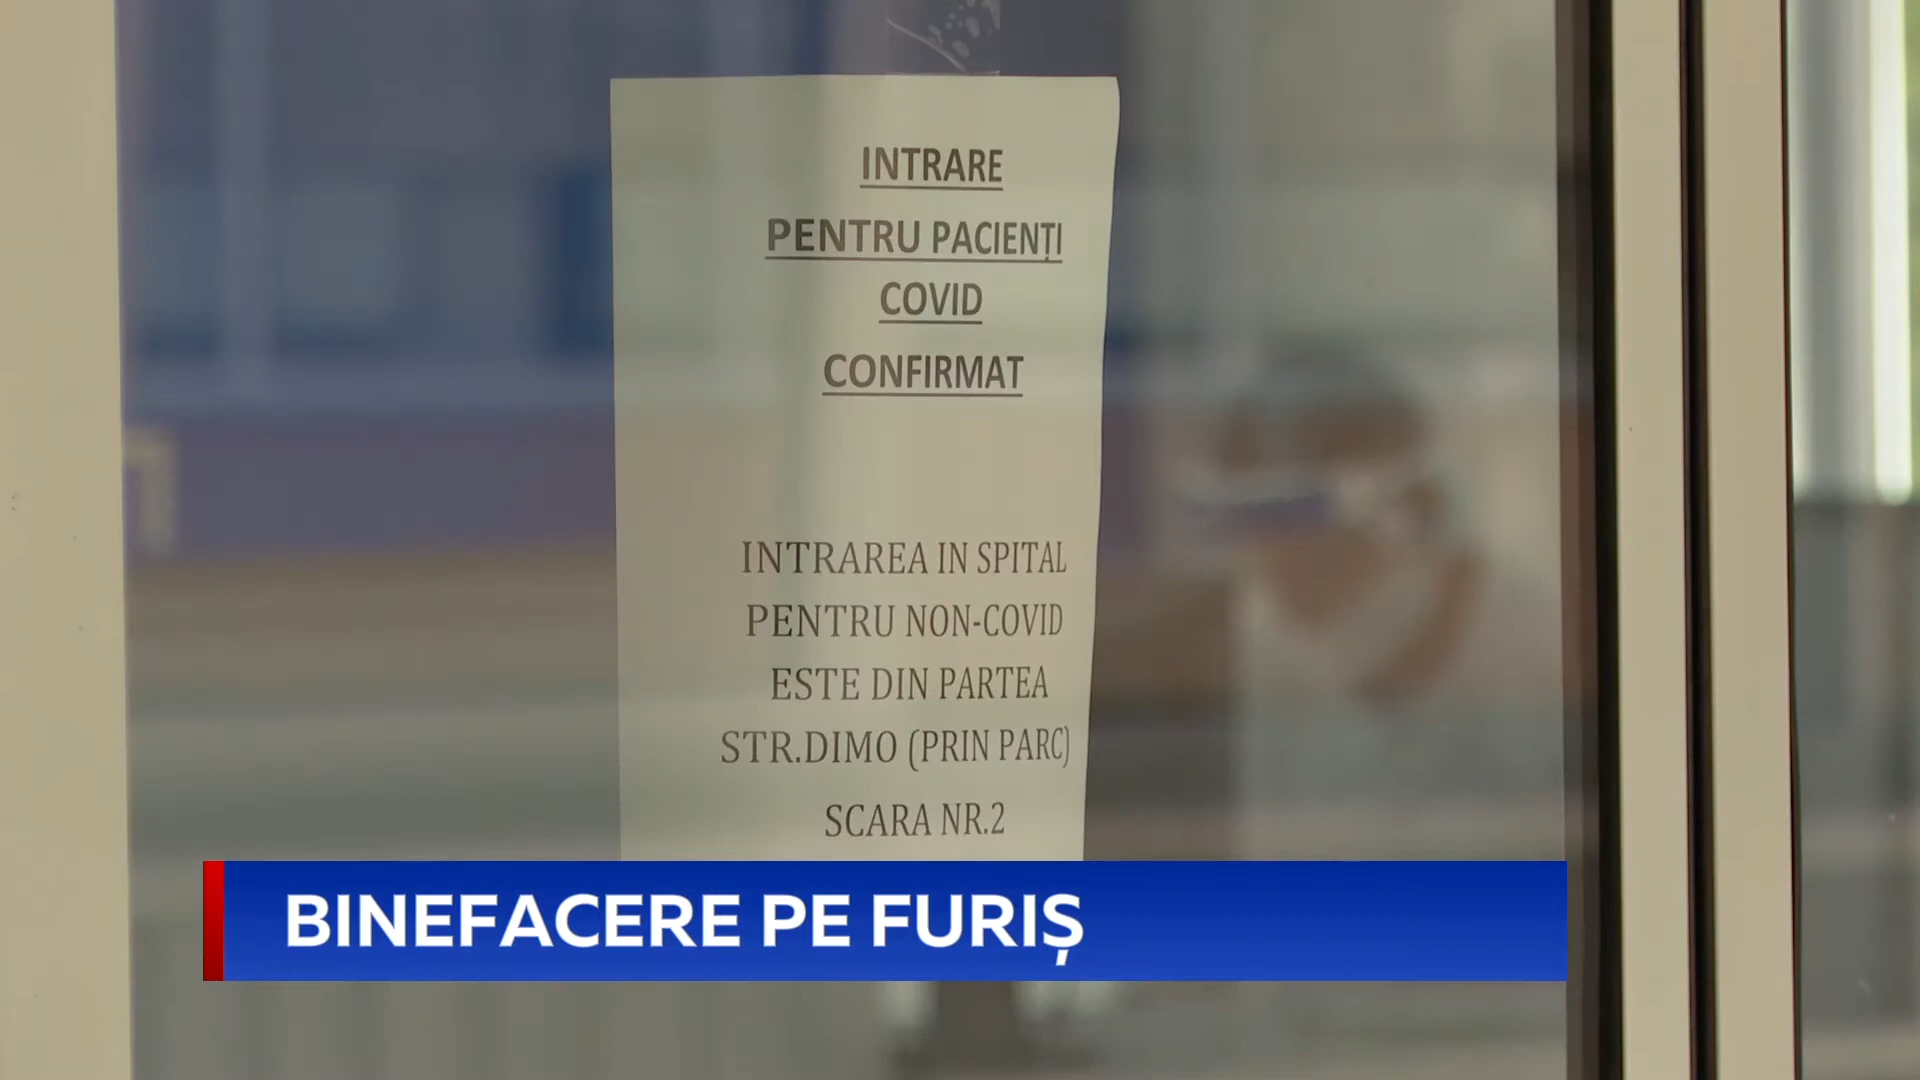 INTRARE
PENTRU PACIENȚI
COVID
CONFIRMAT
INTRAREA IN SPITAL
PENTRU NON-COVID
ESTE DIN PARTEA
STR.DIMO (PRIN PARC)
SCARA NR.2
BINEFACERE PE FURIȘ